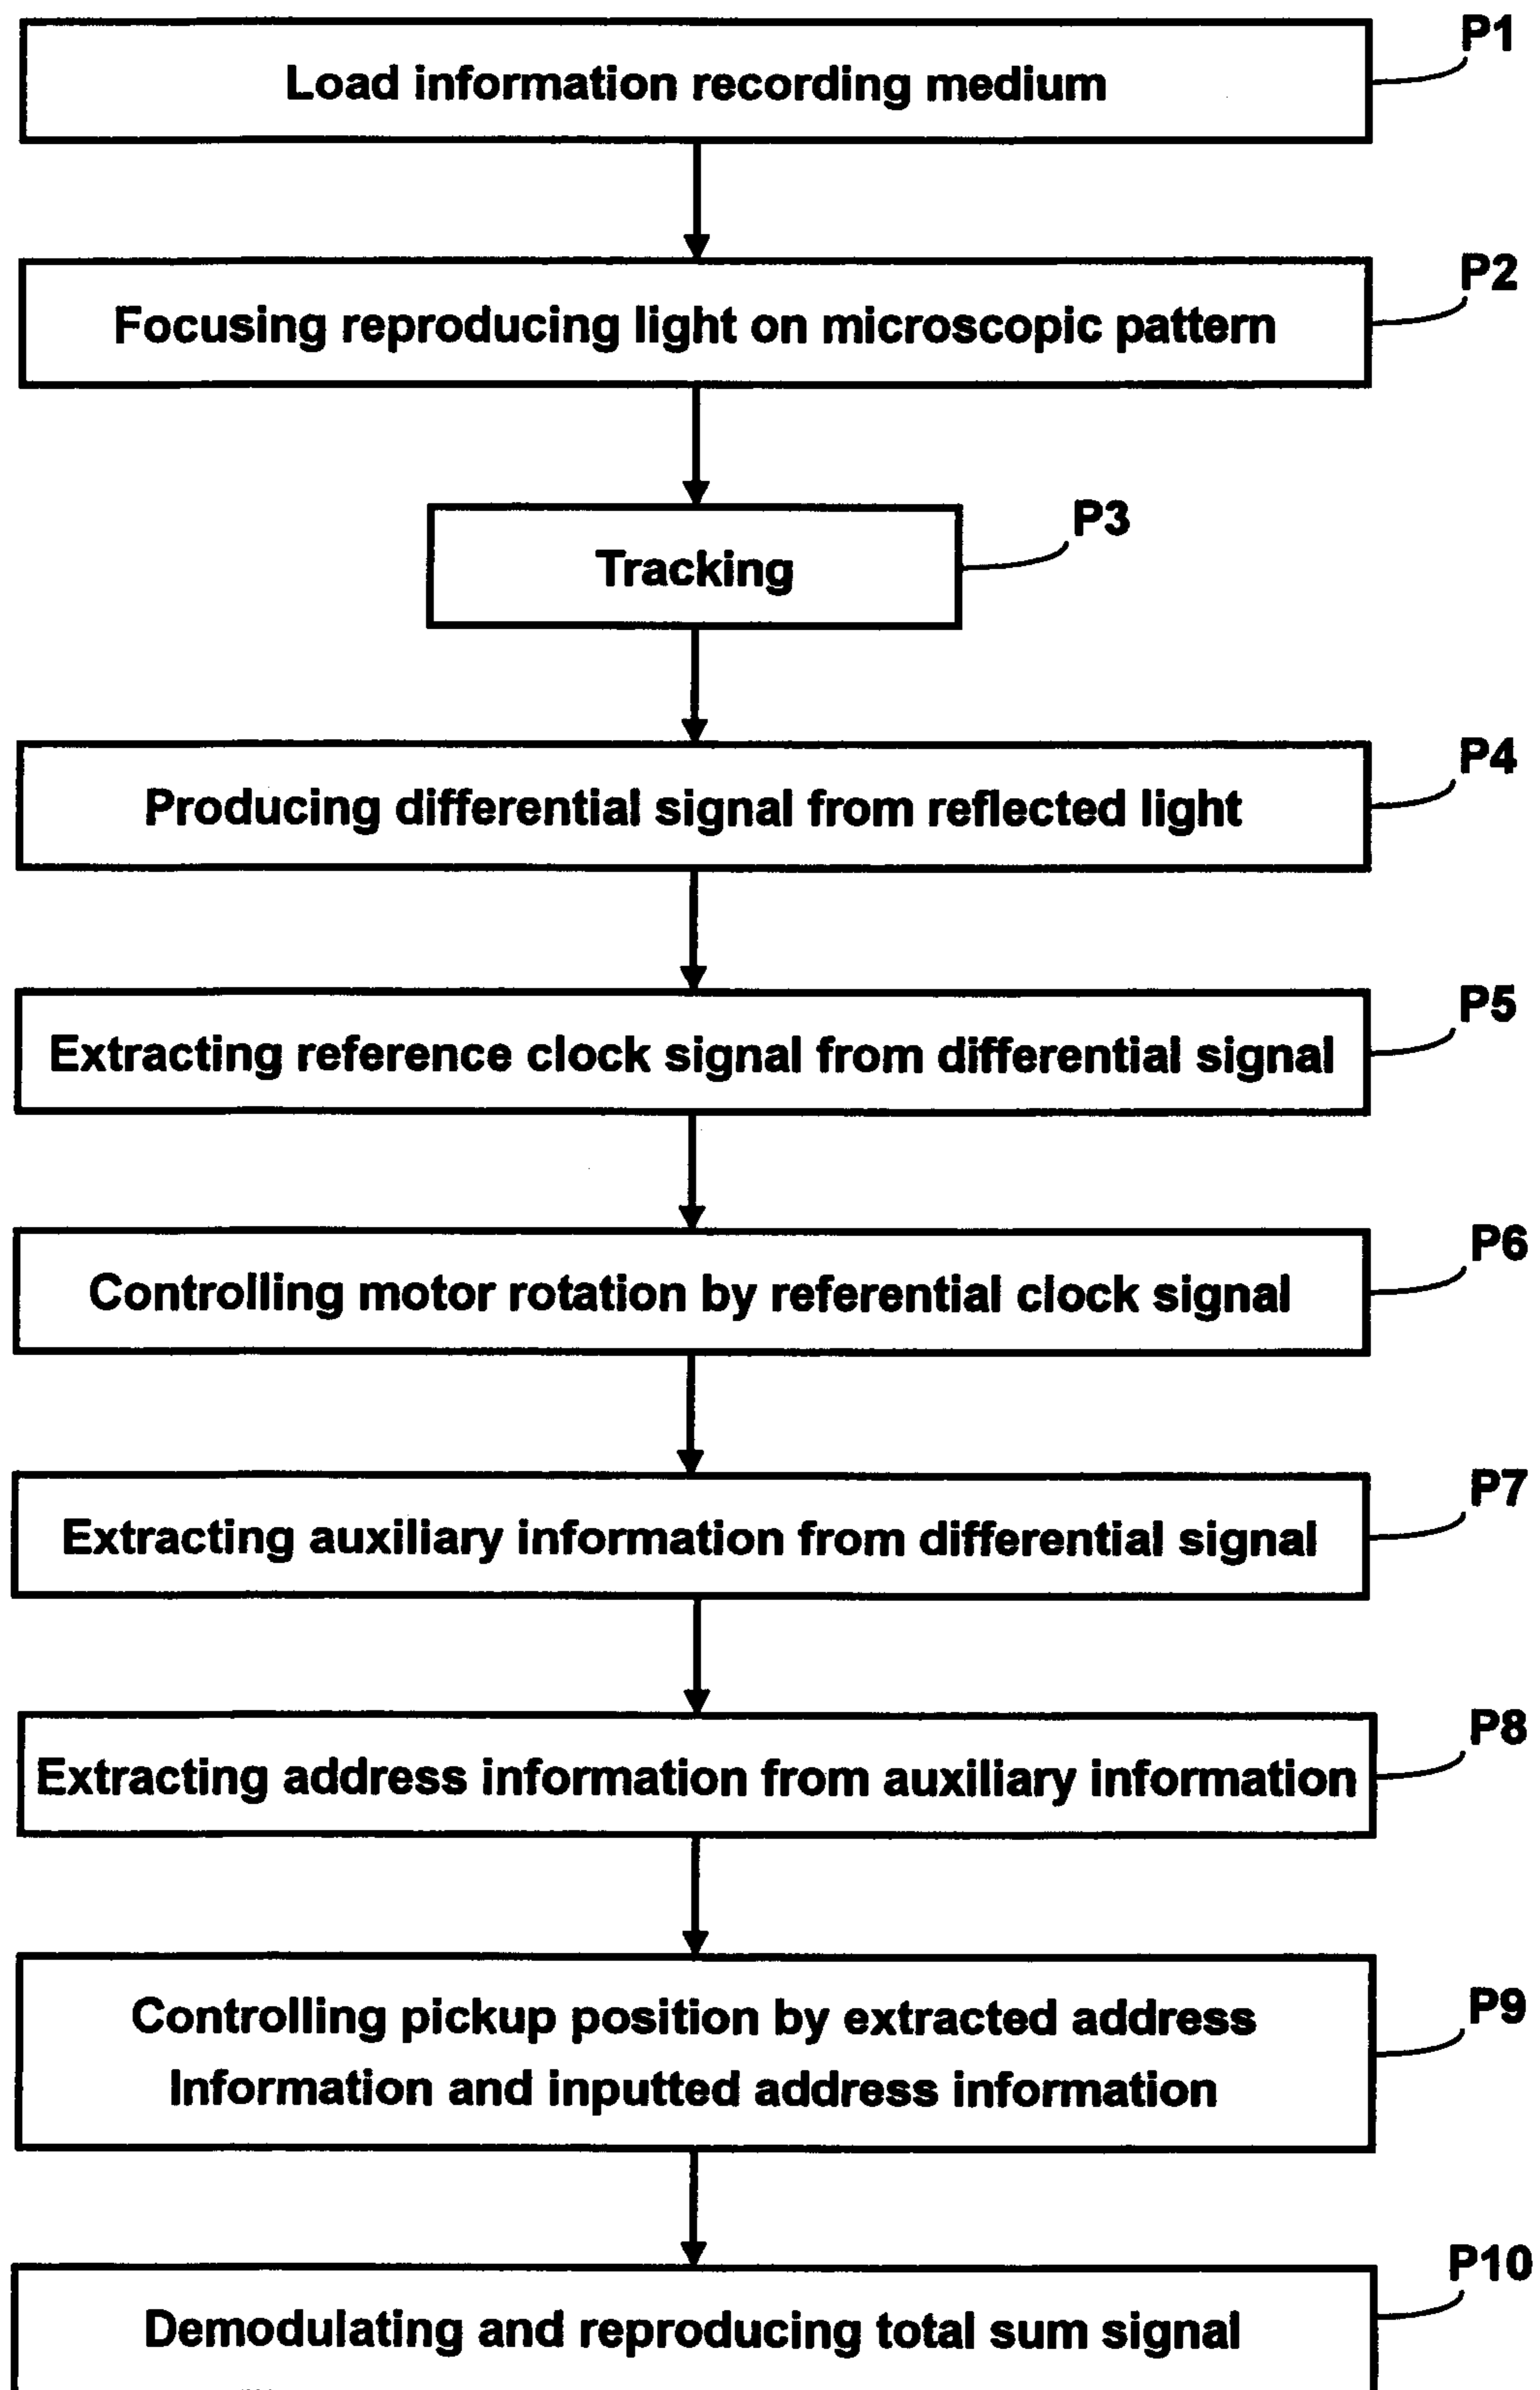 P1
Load information recording medium
P2
Focusing reproducing light on microscopic pattern
P3
Tracking
P4
Producing differential signal from reflected light
P5
Extracting reference clock signal from differential signal
P6
Controlling motor rotation by referential clock signal
P7
Extracting auxiliary information from differential signal
P8
Extracting address information from auxiliary information
P9
Controlling pickup position by extracted address
Information and inputted address information
P10
Demodulating and reproducing total sum signal